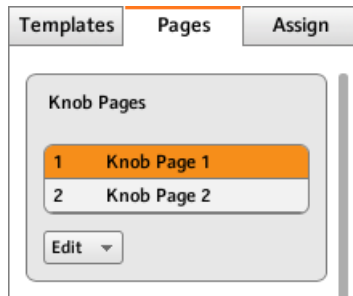 Templates Pages Assign
Knob Pages
1 Knob Page 1
2 Knob Page 2
Edit